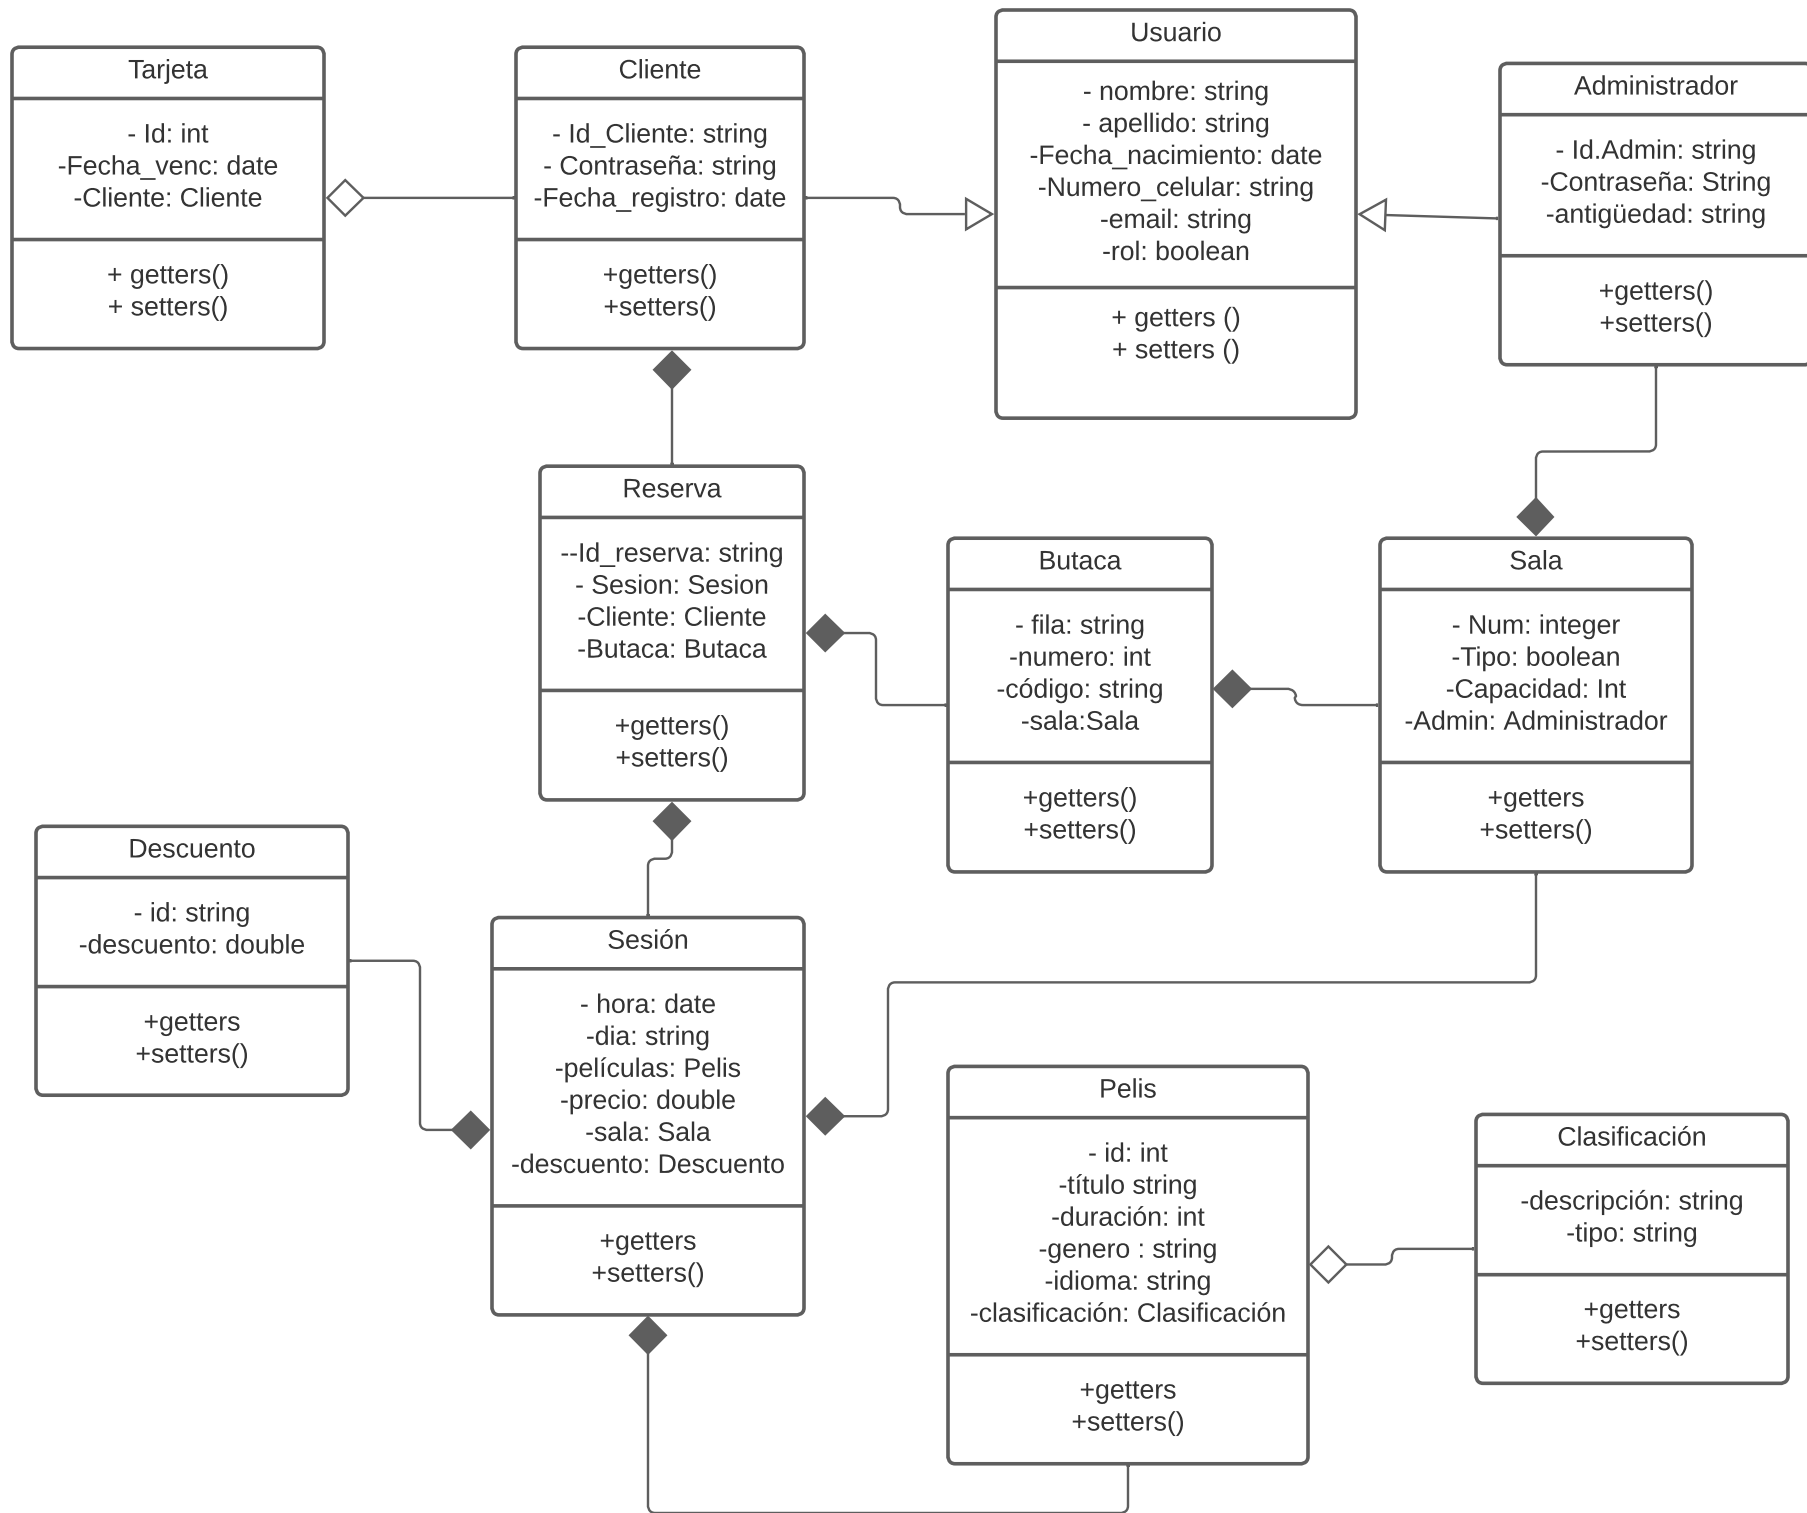 Tarjeta
- Id: int
-Fecha_venc: date
-Cliente: Cliente
+ getters()
+ setters()
Cliente
- Id_Cliente: string
- Contraseña: string
-Fecha_registro: date
+getters()
+setters()
Usuario
- nombre: string
- apellido: string
-Fecha_nacimiento: date
-Numero_celular: string
-email: string
-rol: boolean
+ getters ()
+ setters ()
Administrador
- Id.Admin: string
-Contraseña: String
-antigüedad: string
+getters()
+setters()
Reserva
--Id_reserva: string
- Sesion: Sesion
-Cliente: Cliente
-Butaca: Butaca
+getters()
+setters()
Butaca
- fila: string
-numero: int
-código: string
-sala:Sala
+getters()
+setters()
Sala
- Num: integer
-Tipo: boolean
-Capacidad: Int
-Admin: Administrador
+getters
+setters()
Descuento
- id: string
-descuento: double
+getters
+setters()
Sesión
- hora: date
-dia: string
-películas: Pelis
-precio: double
-sala: Sala
-descuento: Descuento
+getters
+setters()
Pelis
- id: int
-título string
-duración: int
-genero : string
-idioma: string
-clasificación: Clasificación
+getters
+setters()
Clasificación
-descripción: string
-tipo: string
+getters
+setters()